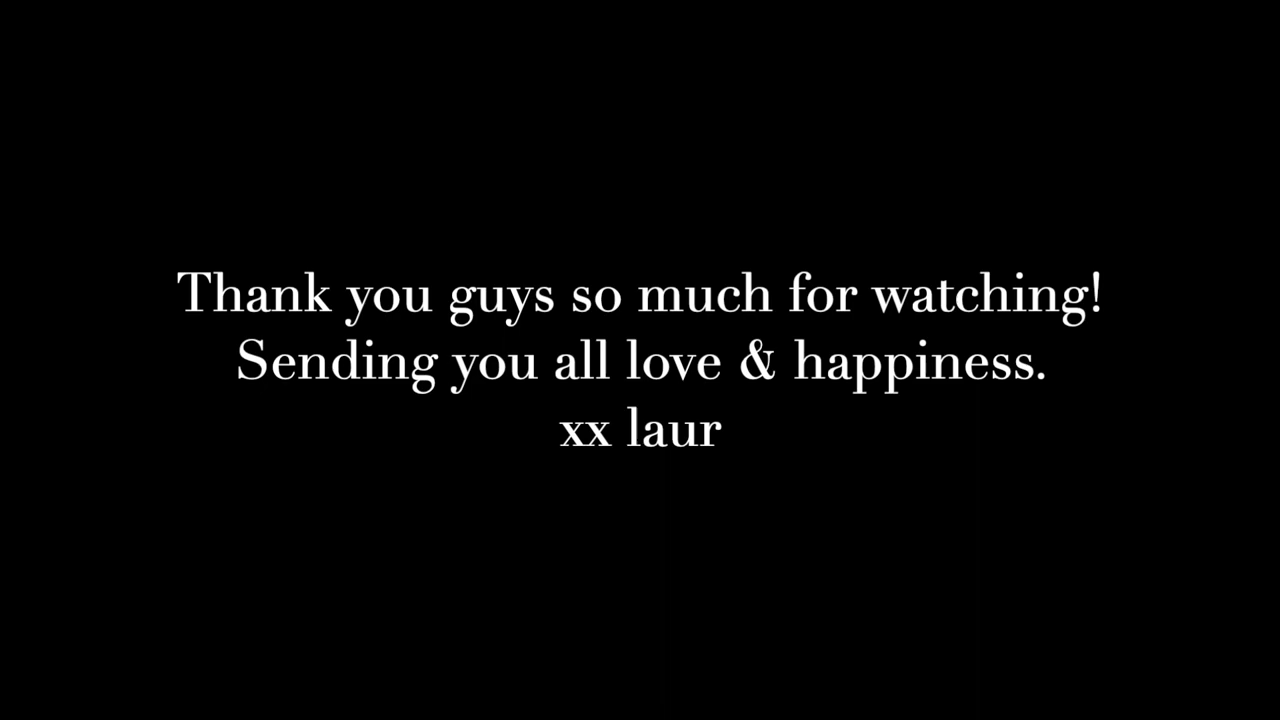 Thank you guys so much for watching!
Sending you all love & happiness.
xx laur